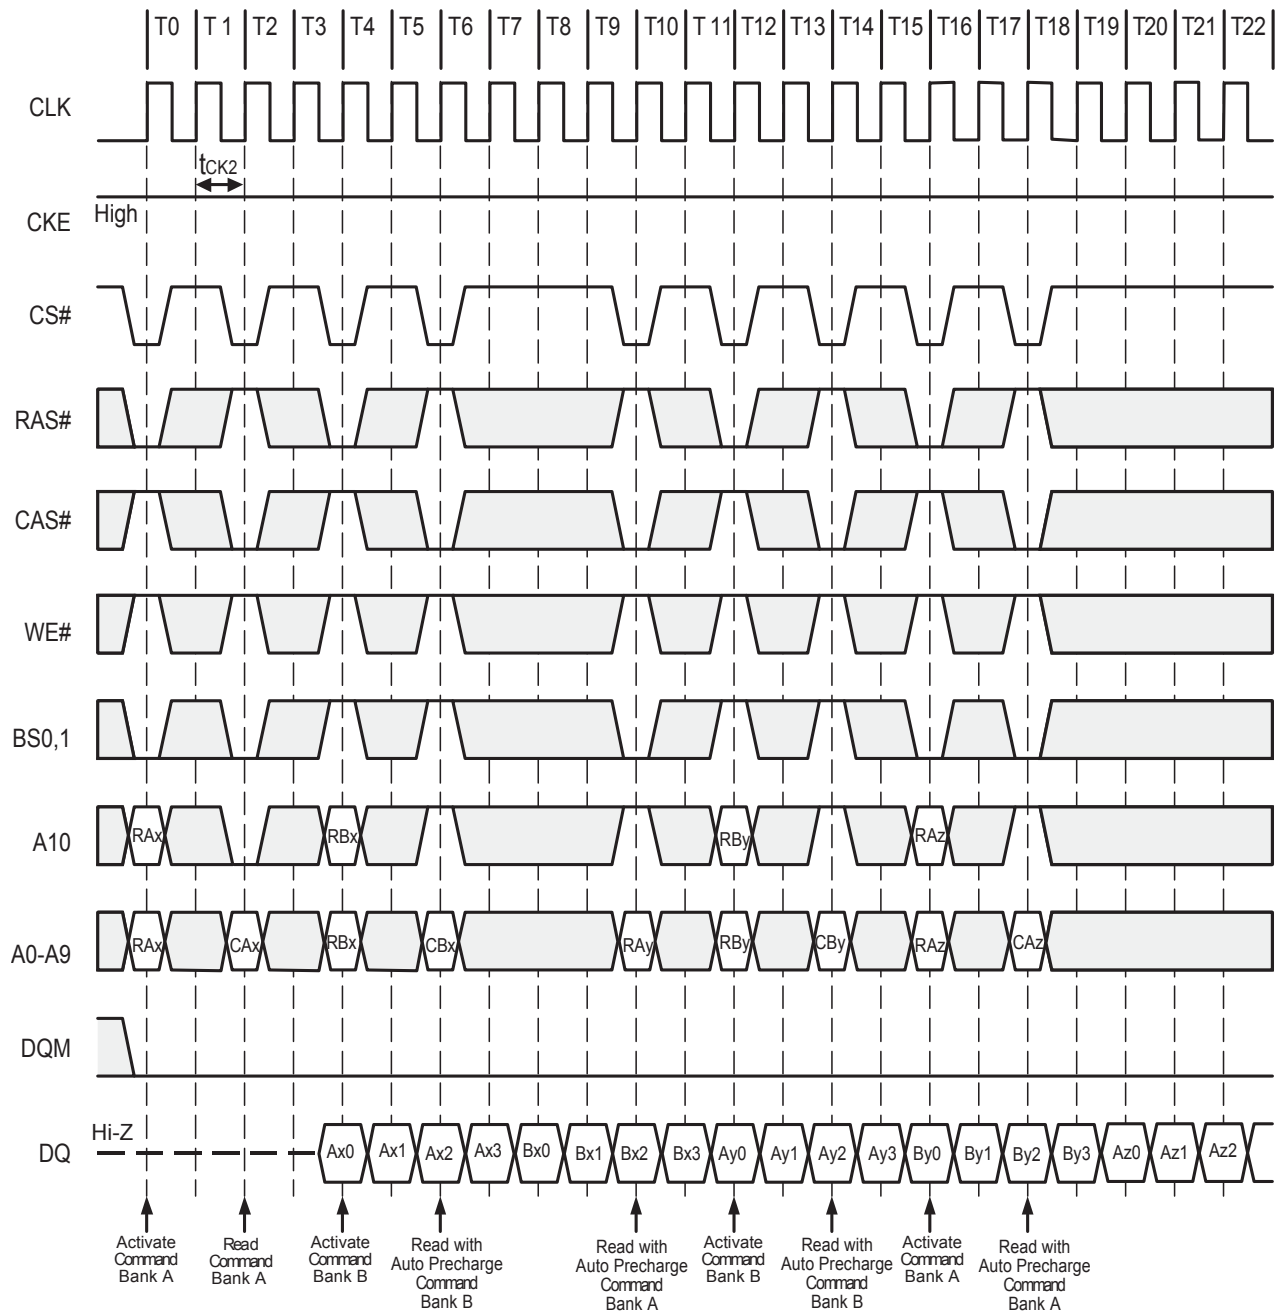 T0 T 1 T2 T3 T4 T5 T6 T7 T8 T9 T10 T 11 T12 T13 T14 T15 T16 T17 T18 T19 T20 T21 T22
CLK
tCK2
High
CKE
CS#
RAS#
CAS#
WE#
BS0,1
A10 RAx RBx RBy RAz
A0-A9 RAx CAx RBx CBx RAy RBy CBy RAz CAz
DQM
Hi-Z
DQ Ax0 Ax1 Ax2 Ax3 Bx0 Bx1 Bx2 Bx3 Ay0 Ay1 Ay2 Ay3 By0 By1 By2 By3 Az0 Az1 Az2
Activate
Command
Bank A
Read
Command
Bank A
Activate
Command
Bank B
Read with
Auto Precharge
Command
Bank B
Read with
Auto Precharge
Command
Bank A
Activate
Command
Bank B
Read with
Auto Precharge
Command
Bank B
Activate
Command
Bank A
Read with
Auto Precharge
Command
Bank A